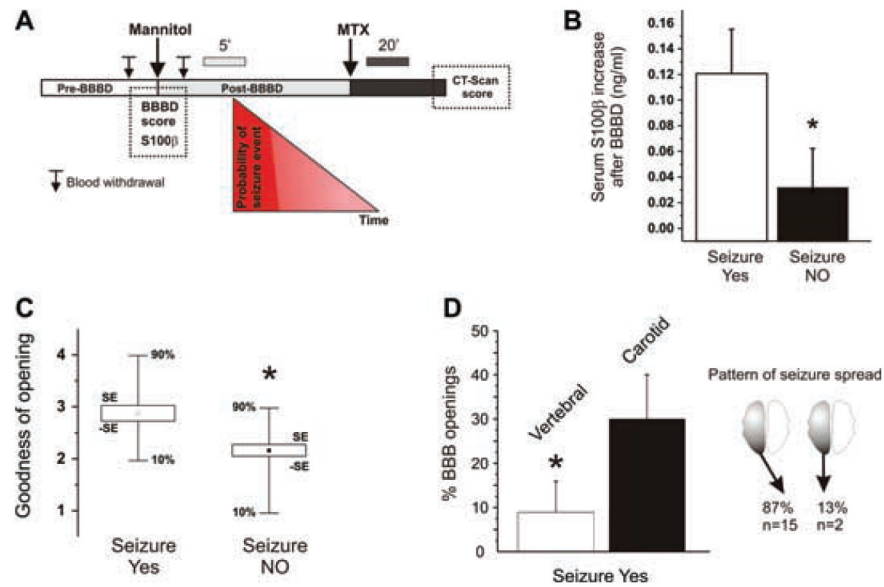 A
Mannitol
5'
MTX
20'
Pre-BBBD
Post-BBBD
CT-Scan
score
BBBD
score
S100β
Blood withdrawal
Probability of
seizure event
Time
B
Serum S100β increase
after BBBD (ng/ml)
0.16
0.14
0.12
0.10
0.08
0.06
0.04
0.02
0.00
*
Seizure
Yes
Seizure
NO
C
Goodness of opening
4
3
2
1
90%
SE
-SE
10%
*
90%
SE
-SE
10%
Seizure
Yes
Seizure
NO
D
% BBB openings
50
40
30
20
10
0
Vertebral
*
Carotid
Seizure Yes
Pattern of seizure spread
87%
n=15
13%
n=2